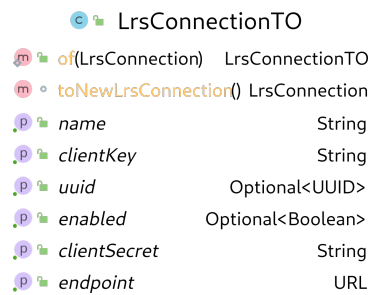 LrsConnectionTO
of(LrsConnection) LrsConnectionTO
toNewLrsConnection() LrsConnection
name String
clientKey String
uuid Optional<UUID>
enabled Optional<Boolean>
clientSecret String
endpoint URL